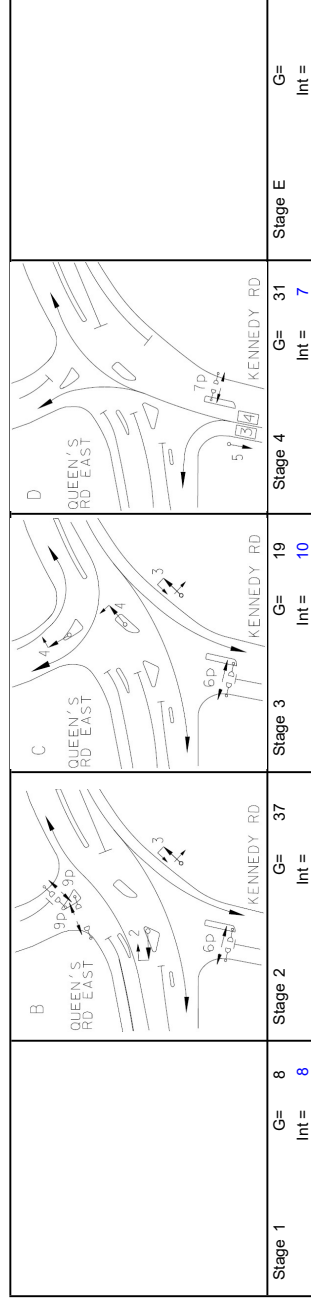 Stage 1 G= 8
Int = 8
B
QUEEN'S
RD EAST
9P
9P
2
3
6P
KENNEDY RD
Stage 2 G= 37
Int =
C
QUEEN'S
RD EAST
4
4
3
6P
KENNEDY RD
Stage 3 G= 19
Int = 10
D
QUEEN'S
RD EAST
7P
3 4
5
KENNEDY RD
Stage 4 G= 31
Int = 7
Stage E G=
Int =